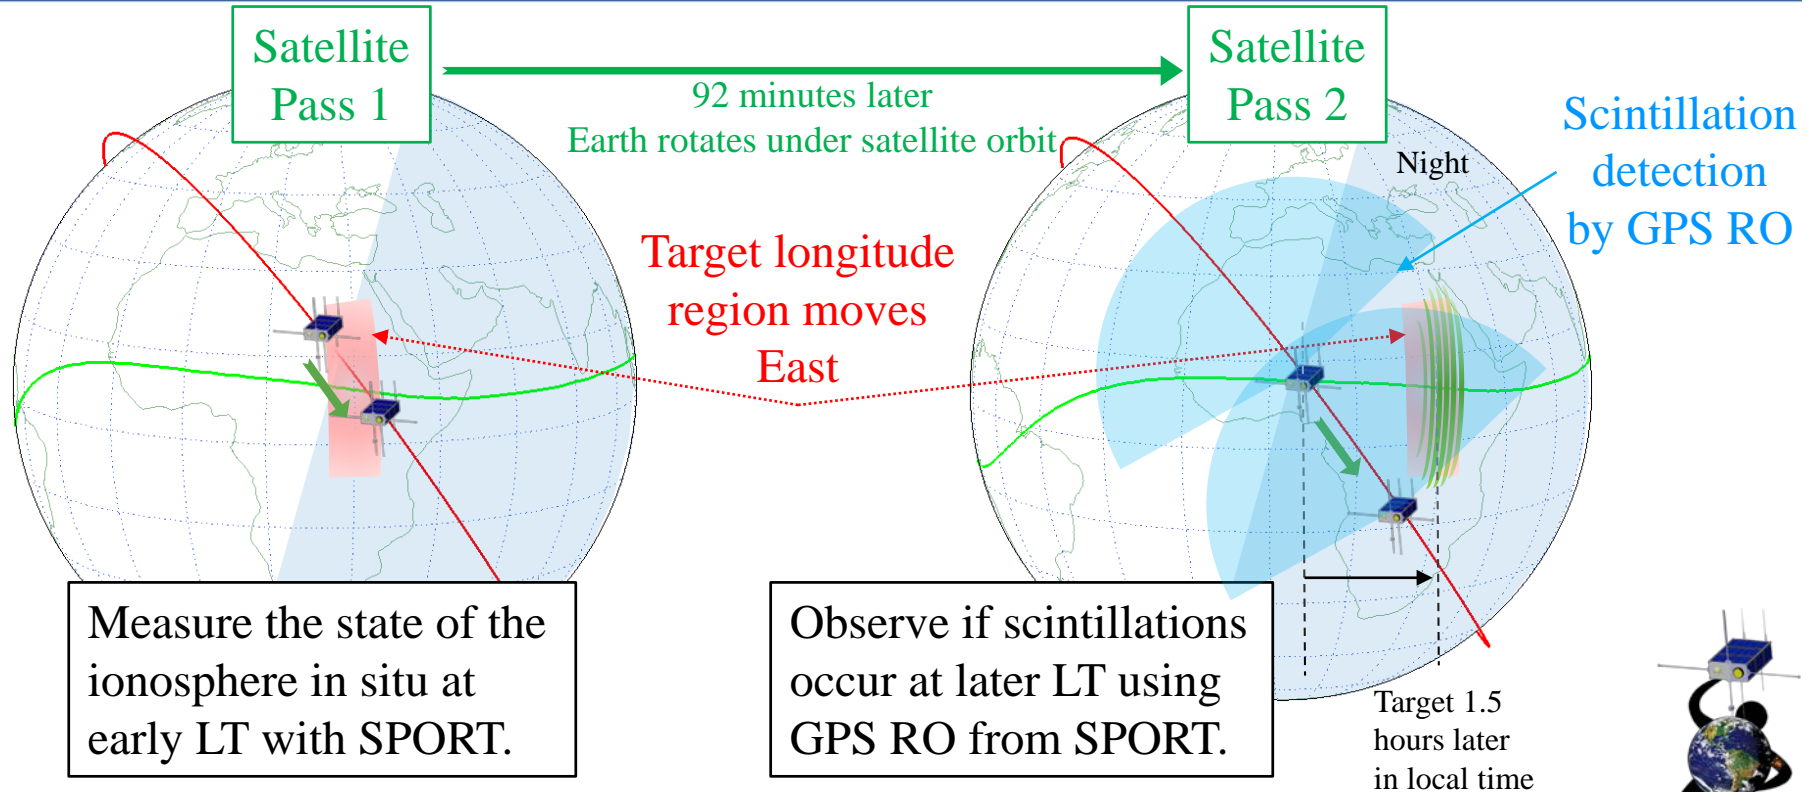 Satellite
Pass 1
92 minutes later
Earth rotates under satellite orbit
Satellite
Pass 2
Night
Scintillation
detection
by GPS RO
Target longitude
region moves
East
Measure the state of the
ionosphere in situ at
early LT with SPORT.
Observe if scintillations
occur at later LT using
GPS RO from SPORT.
Target 1.5
hours later
in local time